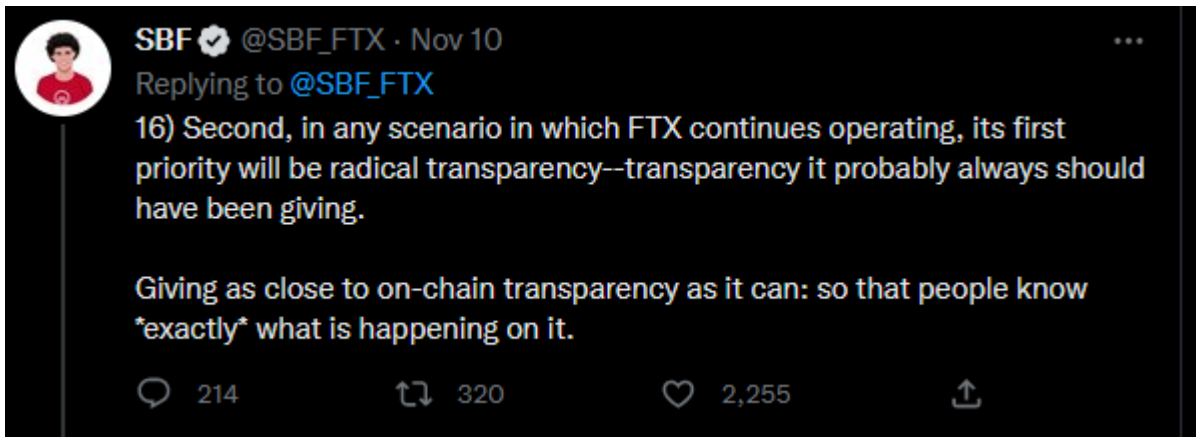 SBF @SBF_FTX · Nov 10
Replying to @SBF_FTX
16) Second, in any scenario in which FTX continues operating, its first
priority will be radical transparency--transparency it probably always should
have been giving.
Giving as close to on-chain transparency as it can: so that people know
*exactly* what is happening on it.
214 320 2,255